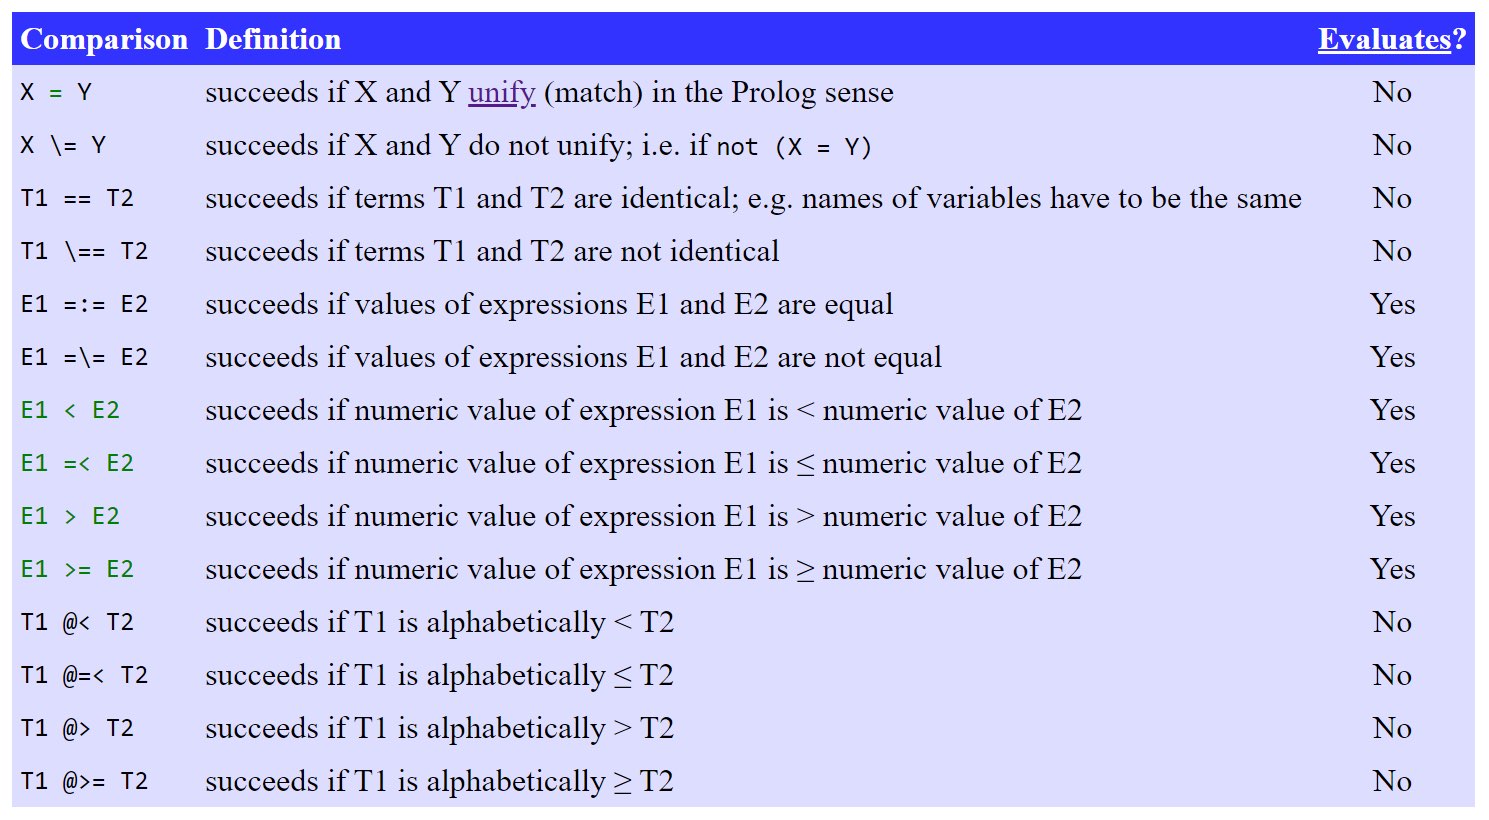 Comparison Definition Evaluates?
X = Y succeeds if X and Y unify (match) in the Prolog sense No
X \= Y succeeds if X and Y do not unify; i.e. if not (X = Y) No
T1 == T2 succeeds if terms T1 and T2 are identical; e.g. names of variables have to be the same No
T1 \== T2 succeeds if terms T1 and T2 are not identical No
E1 =:= E2 succeeds if values of expressions E1 and E2 are equal Yes
E1 =\= E2 succeeds if values of expressions E1 and E2 are not equal Yes
E1 < E2 succeeds if numeric value of expression E1 is < numeric value of E2 Yes
E1 =< E2 succeeds if numeric value of expression E1 is ≤ numeric value of E2 Yes
E1 > E2 succeeds if numeric value of expression E1 is > numeric value of E2 Yes
E1 >= E2 succeeds if numeric value of expression E1 is ≥ numeric value of E2 Yes
T1 @< T2 succeeds if T1 is alphabetically < T2 No
T1 @=< T2 succeeds if T1 is alphabetically ≤ T2 No
T1 @> T2 succeeds if T1 is alphabetically > T2 No
T1 @>= T2 succeeds if T1 is alphabetically ≥ T2 No